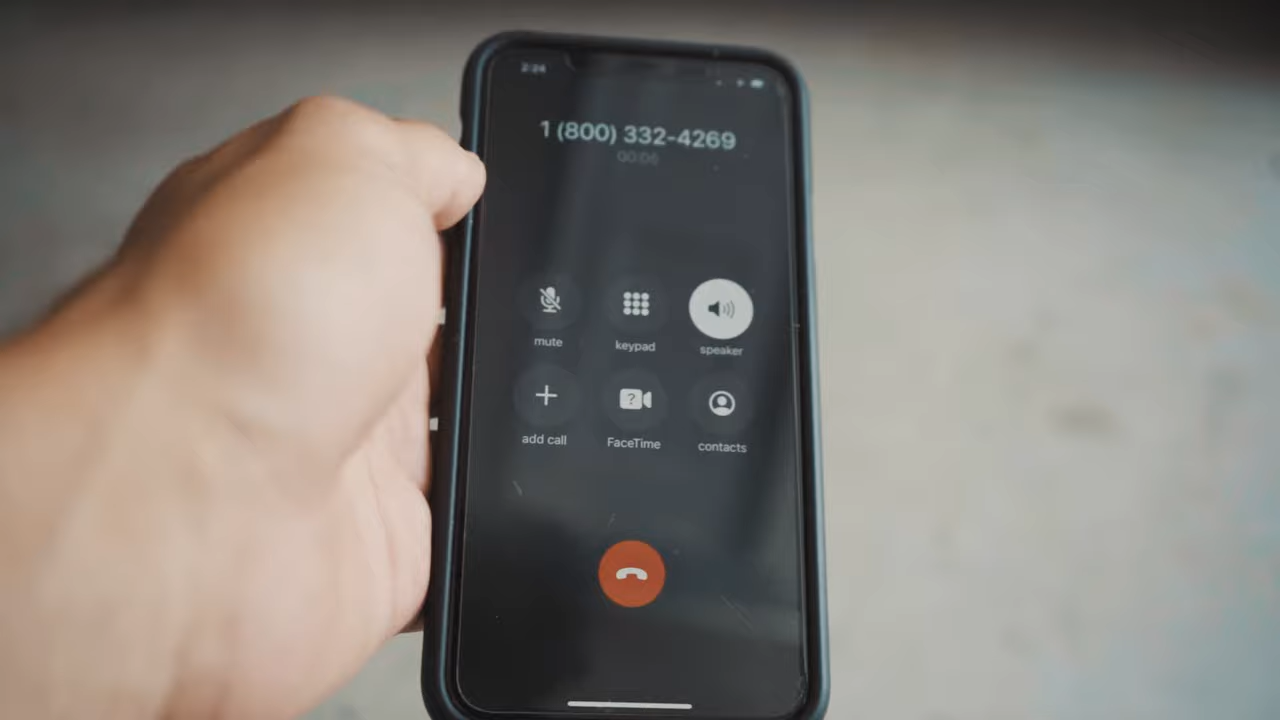 2:24
1 (800) 332-4269
00:06
mute keypad speaker
add call FaceTime contacts